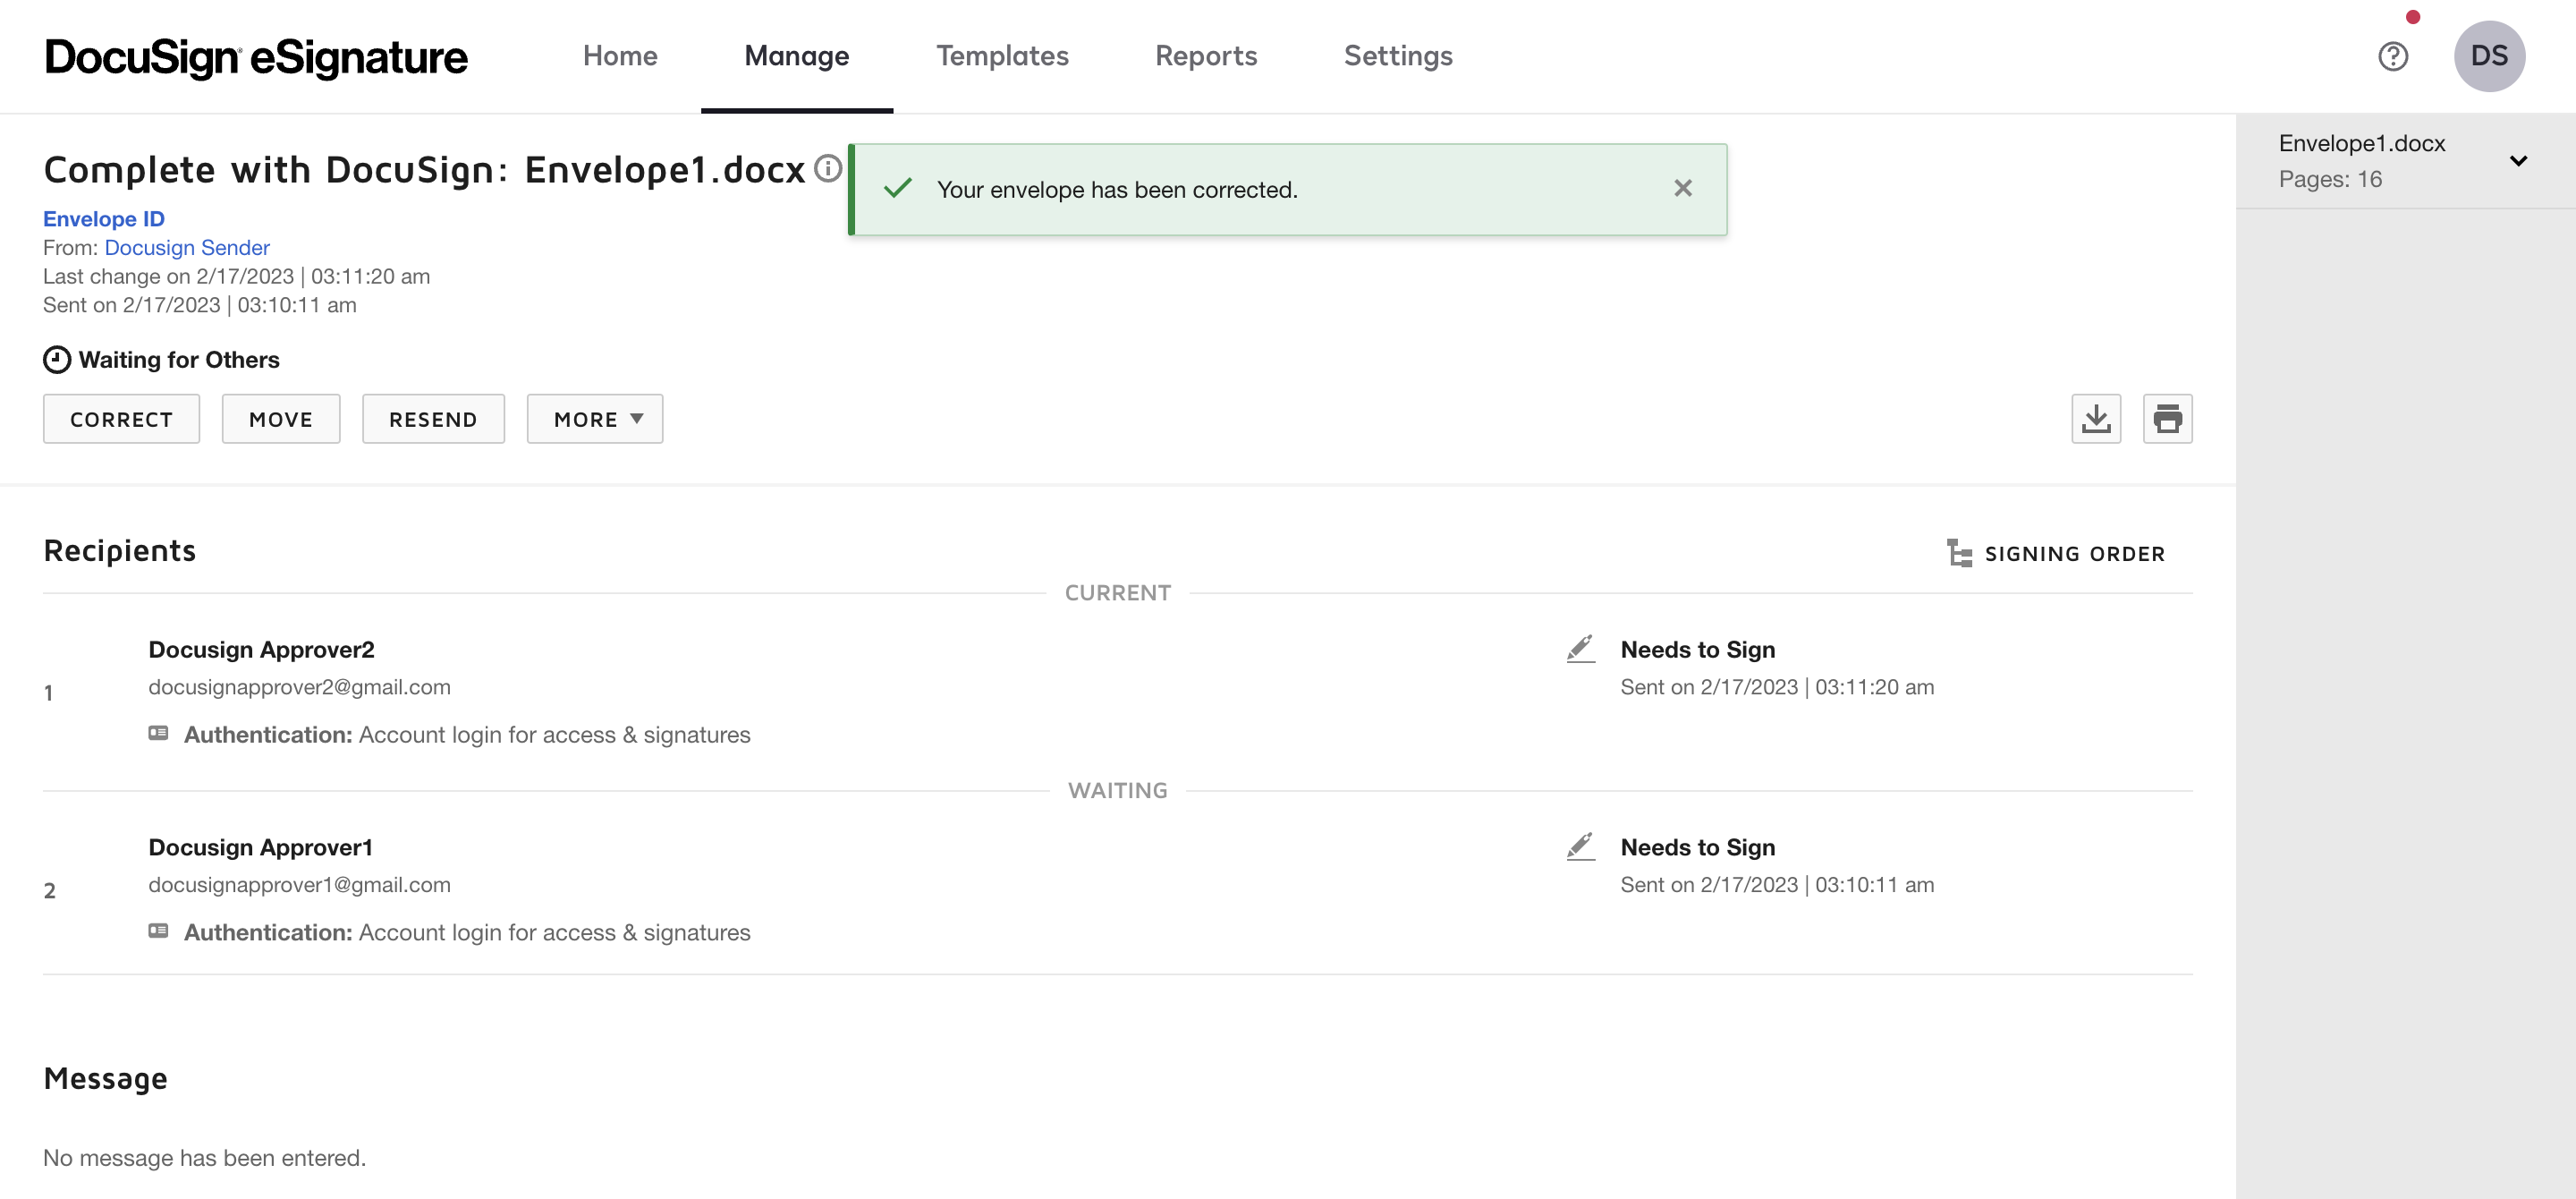 DocuSign eSignature
Home
Manage
Templates
Reports
Settings
DS
Complete with DocuSign: Envelope1.docx
Your envelope has been corrected.
Envelope1.docx
Pages: 16
Envelope ID
From: Docusign Sender
Last change on 2/17/2023 | 03:11:20 am
Sent on 2/17/2023 | 03:10:11 am
Waiting for Others
CORRECT
MOVE
RESEND
MORE
Recipients
SIGNING ORDER
CURRENT
1
Docusign Approver2
docusignapprover2@gmail.com
Authentication: Account login for access & signatures
Needs to Sign
Sent on 2/17/2023 | 03:11:20 am
WAITING
2
Docusign Approver1
docusignapprover1@gmail.com
Authentication: Account login for access & signatures
Needs to Sign
Sent on 2/17/2023 | 03:10:11 am
Message
No message has been entered.